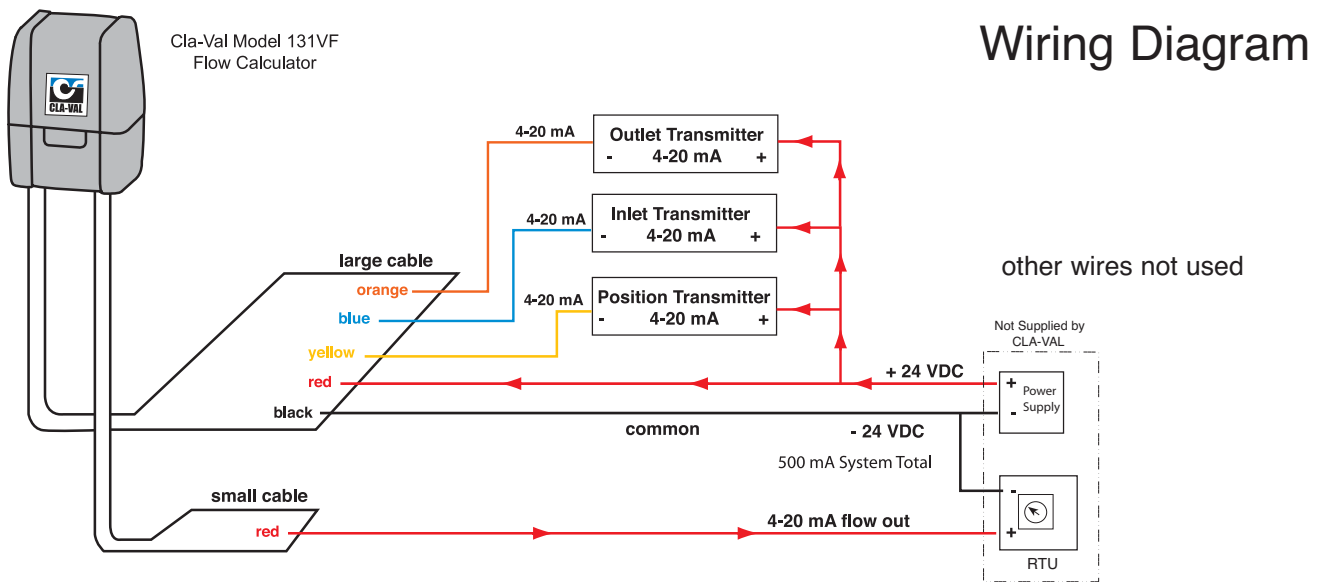 Wiring Diagram
Cla-Val Model 131VF
Flow Calculator
CLA-VAL
4-20 mA
Outlet Transmitter
- 4-20 mA +
4-20 mA
Inlet Transmitter
- 4-20 mA +
4-20 mA
Position Transmitter
- 4-20 mA +
other wires not used
large cable
orange
blue
yellow
red
black
Not Supplied by
CLA-VAL
+ 24 VDC
+ Power
- Supply
common
- 24 VDC
500 mA System Total
small cable
red
4-20 mA flow out
-
+
RTU